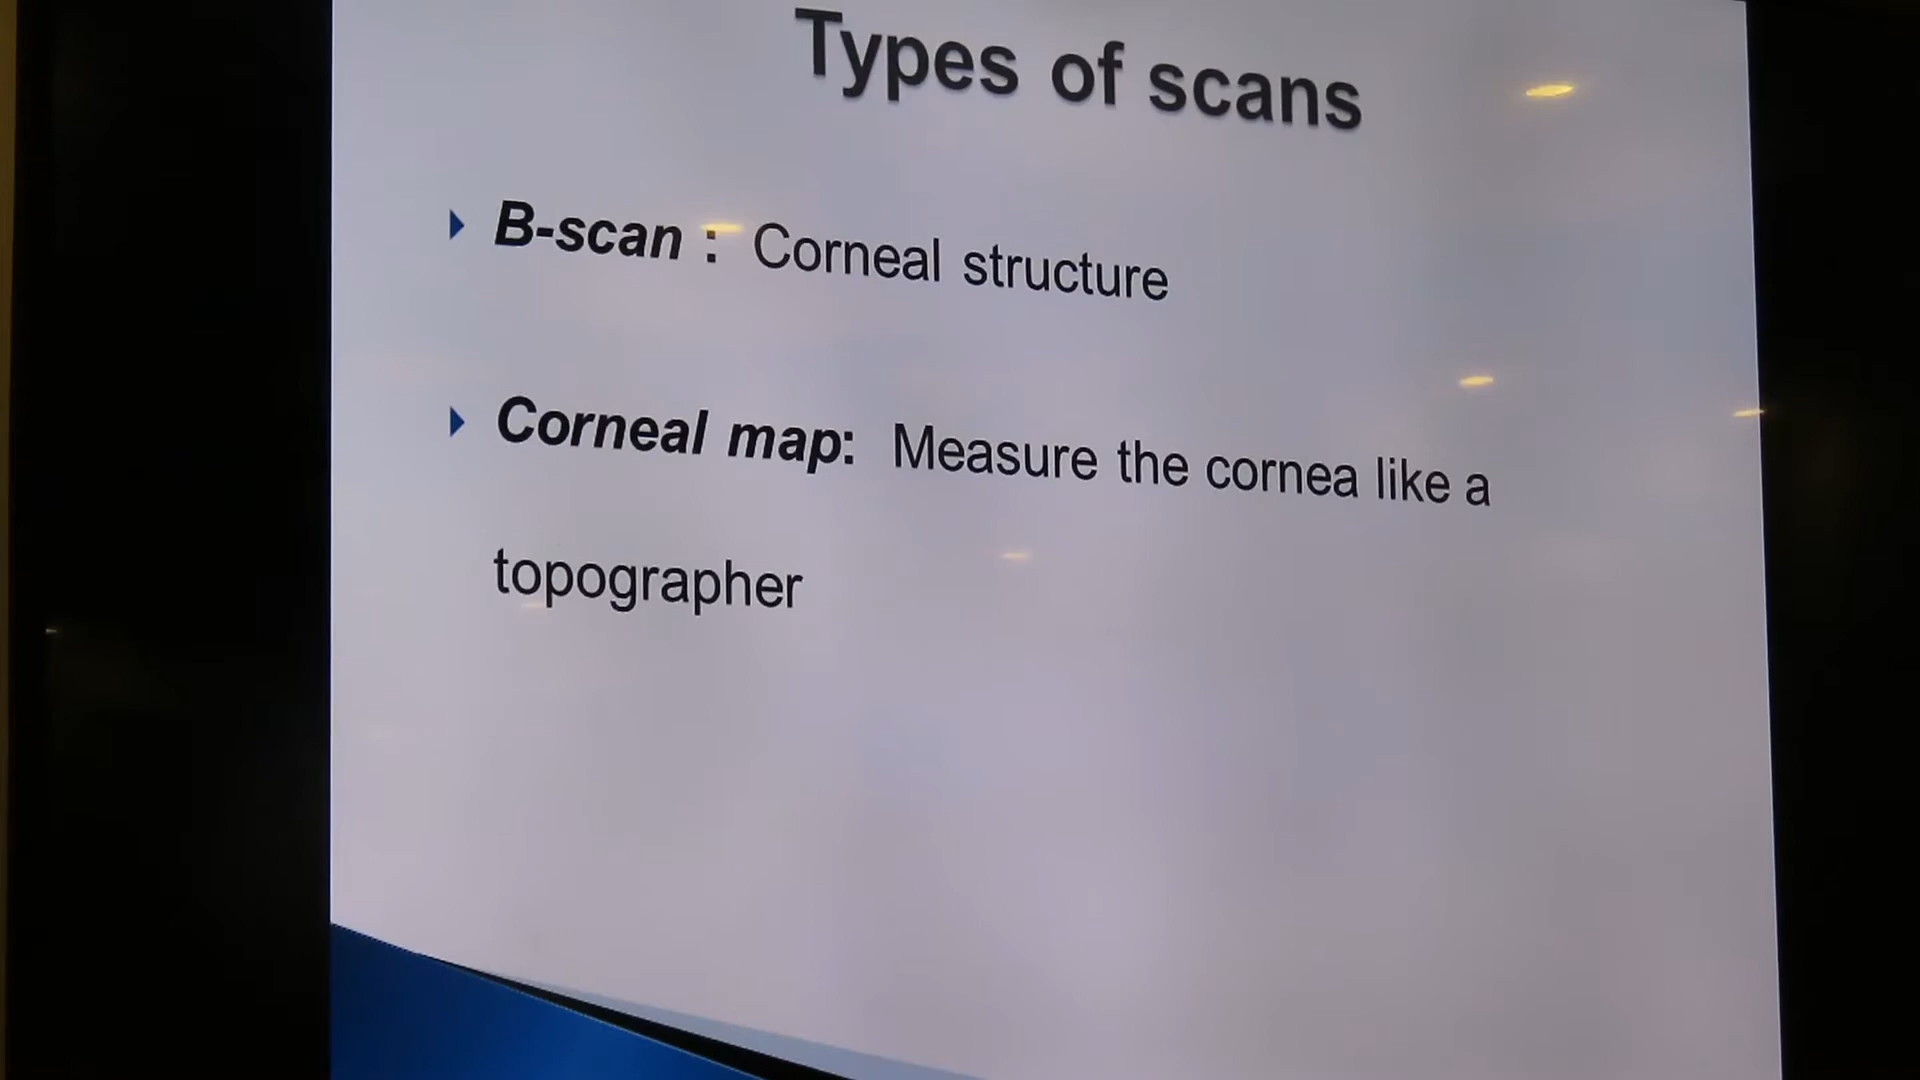 Types of scans
B-scan : Corneal structure
Corneal map: Measure the cornea like a
topographer